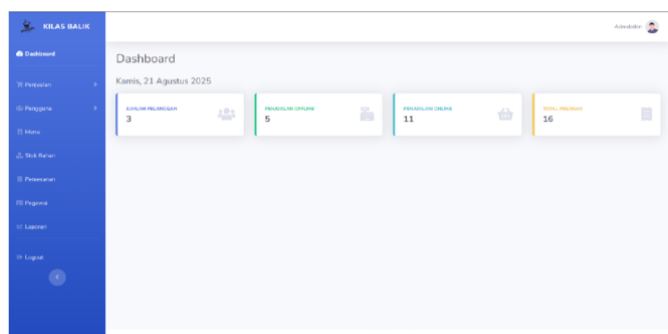 KILAS BALIK
Administrator
Dashboard
Dashboard
Kamis, 21 Agustus 2025
Penjualan
Pengguna
Menu
Stok Bahan
Pemesanan
Pegawai
Laporan
Logout
JUMLAH PELANGGAN
3
PENJUALAN OFFLINE
5
PENJUALAN ONLINE
11
TOTAL PESANAN
16